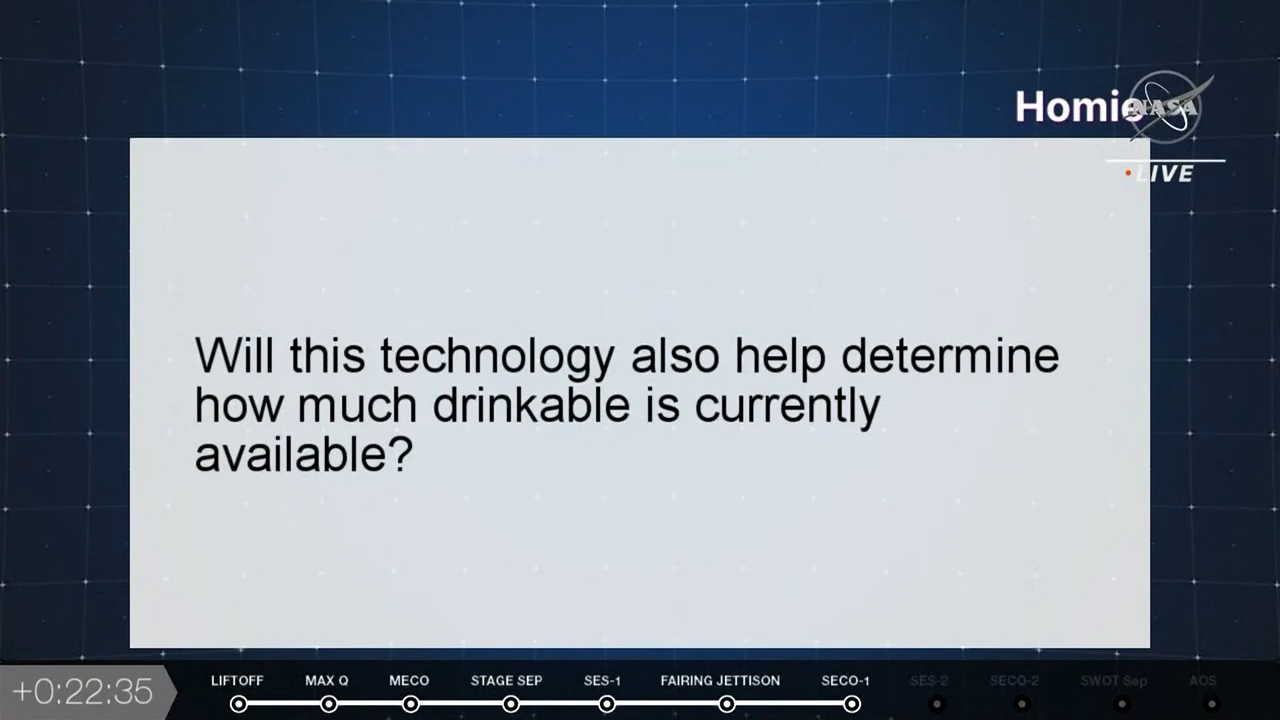 Homie
NASA
LIVE
Will this technology also help determine
how much drinkable is currently
available?
+0:22:35
LIFTOFF
MAX Q
MECO
STAGE SEP
SES-1
FAIRING JETTISON
SECO-1
SES-2
SECO-2
SWOT Sep
AOS